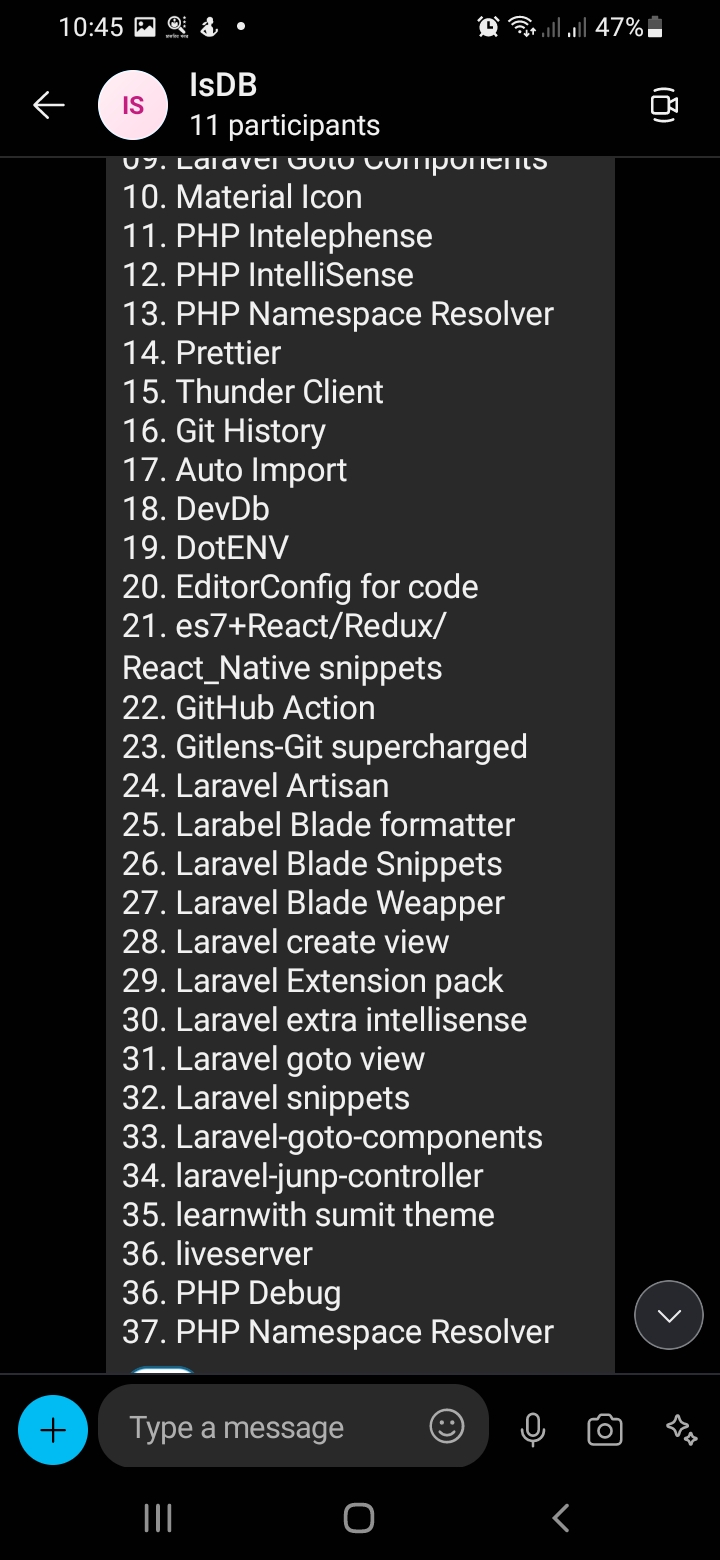 10:45
47%
IS
IsDB
11 participants
09. Laravel Goto Components
10. Material Icon
11. PHP Intelephense
12. PHP IntelliSense
13. PHP Namespace Resolver
14. Prettier
15. Thunder Client
16. Git History
17. Auto Import
18. DevDb
19. DotENV
20. EditorConfig for code
21. es7+React/Redux/
React_Native snippets
22. GitHub Action
23. Gitlens-Git supercharged
24. Laravel Artisan
25. Larabel Blade formatter
26. Laravel Blade Snippets
27. Laravel Blade Weapper
28. Laravel create view
29. Laravel Extension pack
30. Laravel extra intellisense
31. Laravel goto view
32. Laravel snippets
33. Laravel-goto-components
34. laravel-junp-controller
35. learnwith sumit theme
36. liveserver
36. PHP Debug
37. PHP Namespace Resolver
Type a message